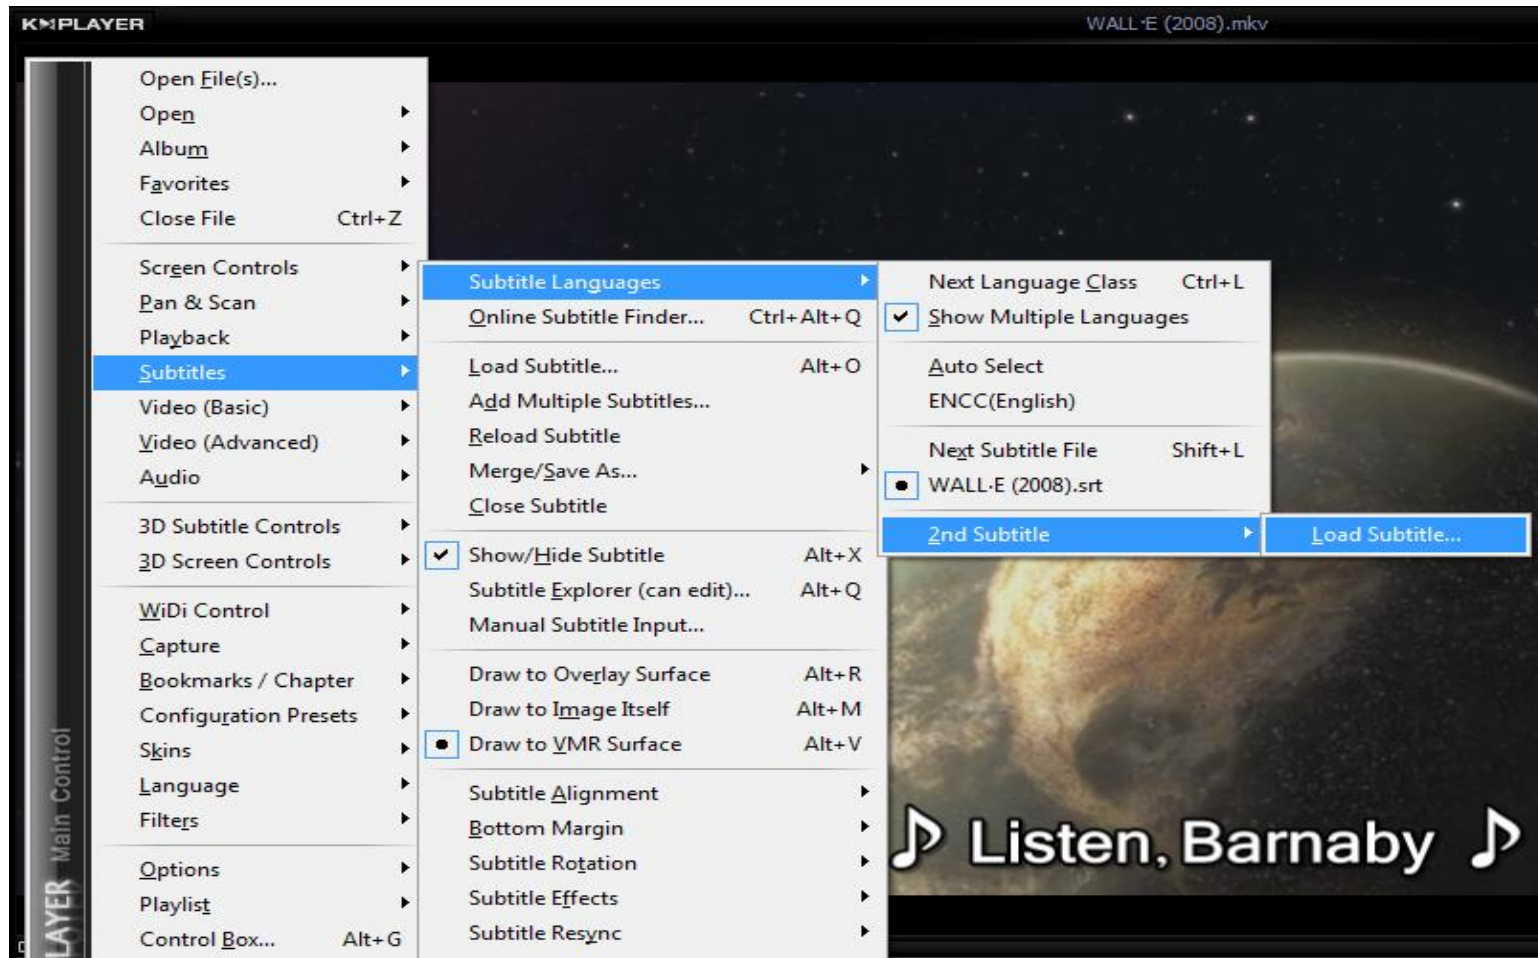 KMPLAYER
WALL·E (2008).mkv
Open File(s)...
Open
Album
Favorites
Close File Ctrl+Z
Screen Controls
Pan & Scan
Playback
Subtitles
Video (Basic)
Video (Advanced)
Audio
3D Subtitle Controls
3D Screen Controls
WiDi Control
Capture
Bookmarks / Chapter
Configuration Presets
Skins
Language
Filters
Options
Playlist
Control Box... Alt+G
LAYER Main Control
Subtitle Languages
Online Subtitle Finder... Ctrl+Alt+Q
Load Subtitle... Alt+O
Add Multiple Subtitles...
Reload Subtitle
Merge/Save As...
Close Subtitle
Show/Hide Subtitle Alt+X
Subtitle Explorer (can edit)... Alt+Q
Manual Subtitle Input...
Draw to Overlay Surface Alt+R
Draw to Image Itself Alt+M
Draw to VMR Surface Alt+V
Subtitle Alignment
Bottom Margin
Subtitle Rotation
Subtitle Effects
Subtitle Resync
Next Language Class Ctrl+L
Show Multiple Languages
Auto Select
ENCC(English)
Next Subtitle File Shift+L
WALL·E (2008).srt
2nd Subtitle
Load Subtitle...
♪ Listen, Barnaby ♪